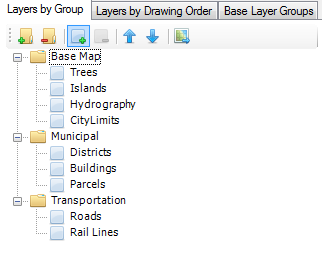 Layers by Group
Layers by Drawing Order
Base Layer Groups
Base Map
Trees
Islands
Hydrography
CityLimits
Municipal
Districts
Buildings
Parcels
Transportation
Roads
Rail Lines